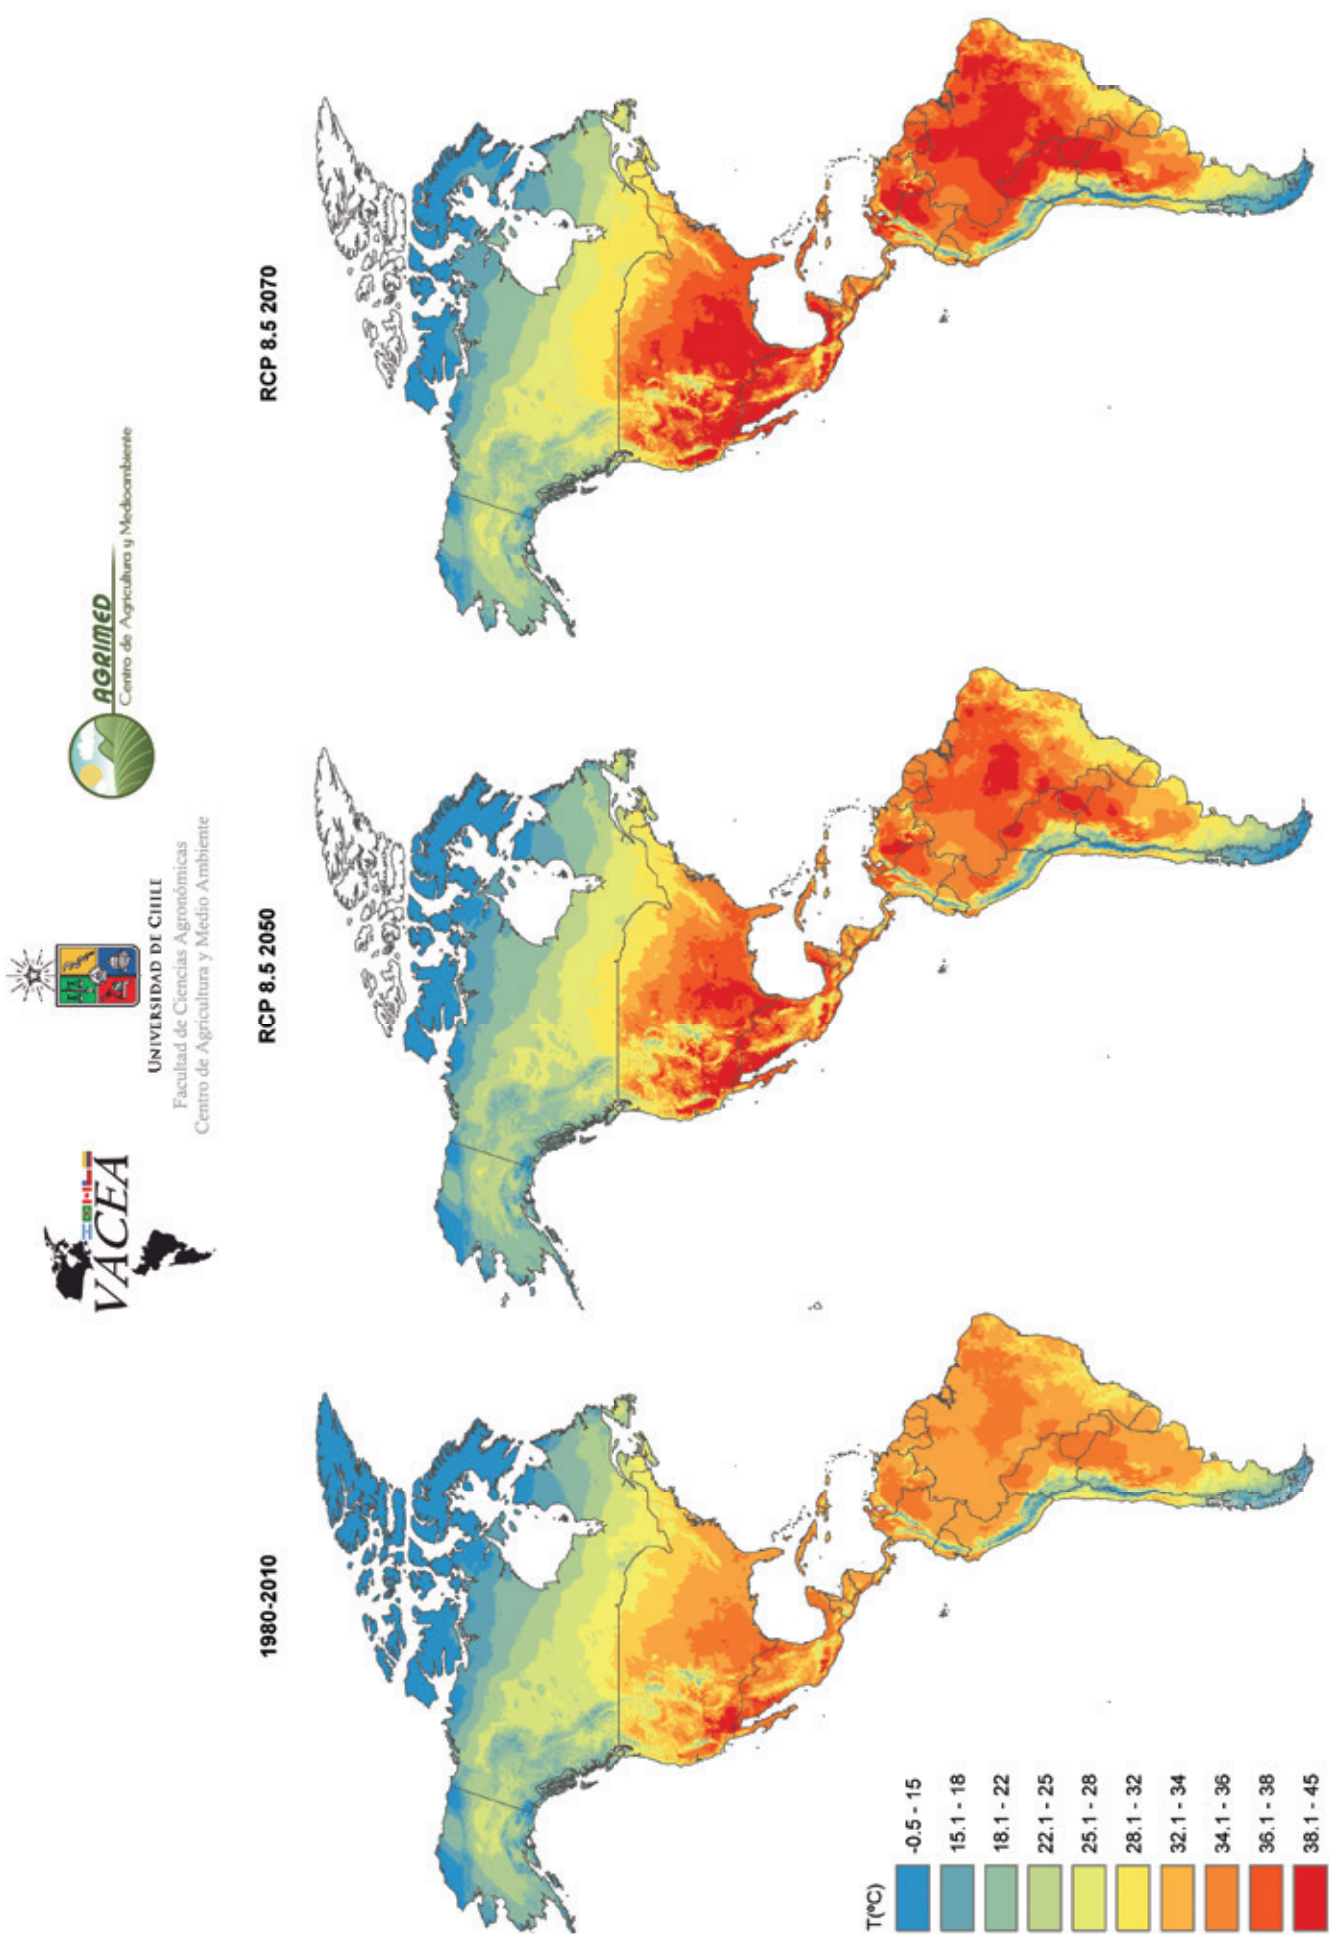 VACEA
UNIVERSIDAD DE CHILE
Facultad de Ciencias Agronómicas
Centro de Agricultura y Medio Ambiente
AGRIMED
Centro de Agricultura y Medioambiente
1980-2010
RCP 8.5 2050
RCP 8.5 2070
T(ºC)
-0.5 - 15
15.1 - 18
18.1 - 22
22.1 - 25
25.1 - 28
28.1 - 32
32.1 - 34
34.1 - 36
36.1 - 38
38.1 - 45